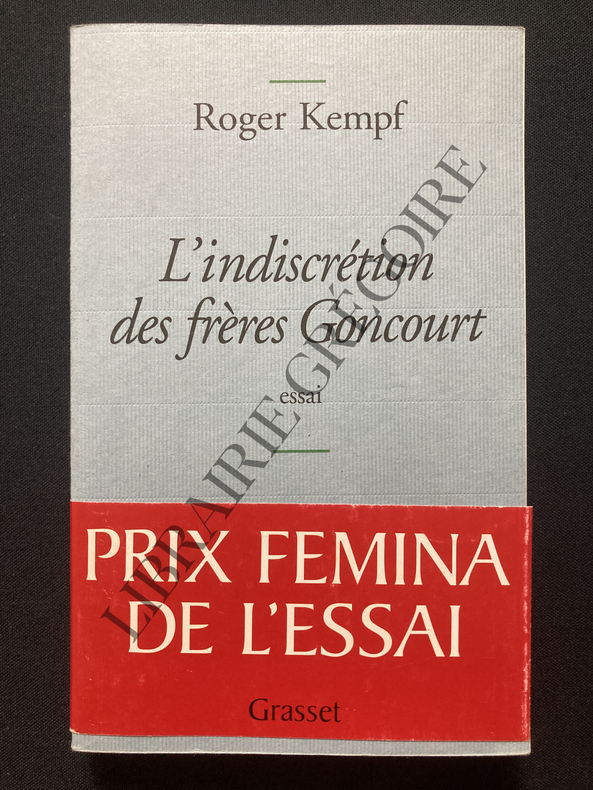 Roger Kempf
L'indiscrétion
des frères Goncourt
essai
PRIX FEMINA
DE L'ESSAI
Grasset
LIBRAIRIE GRÉGOIRE